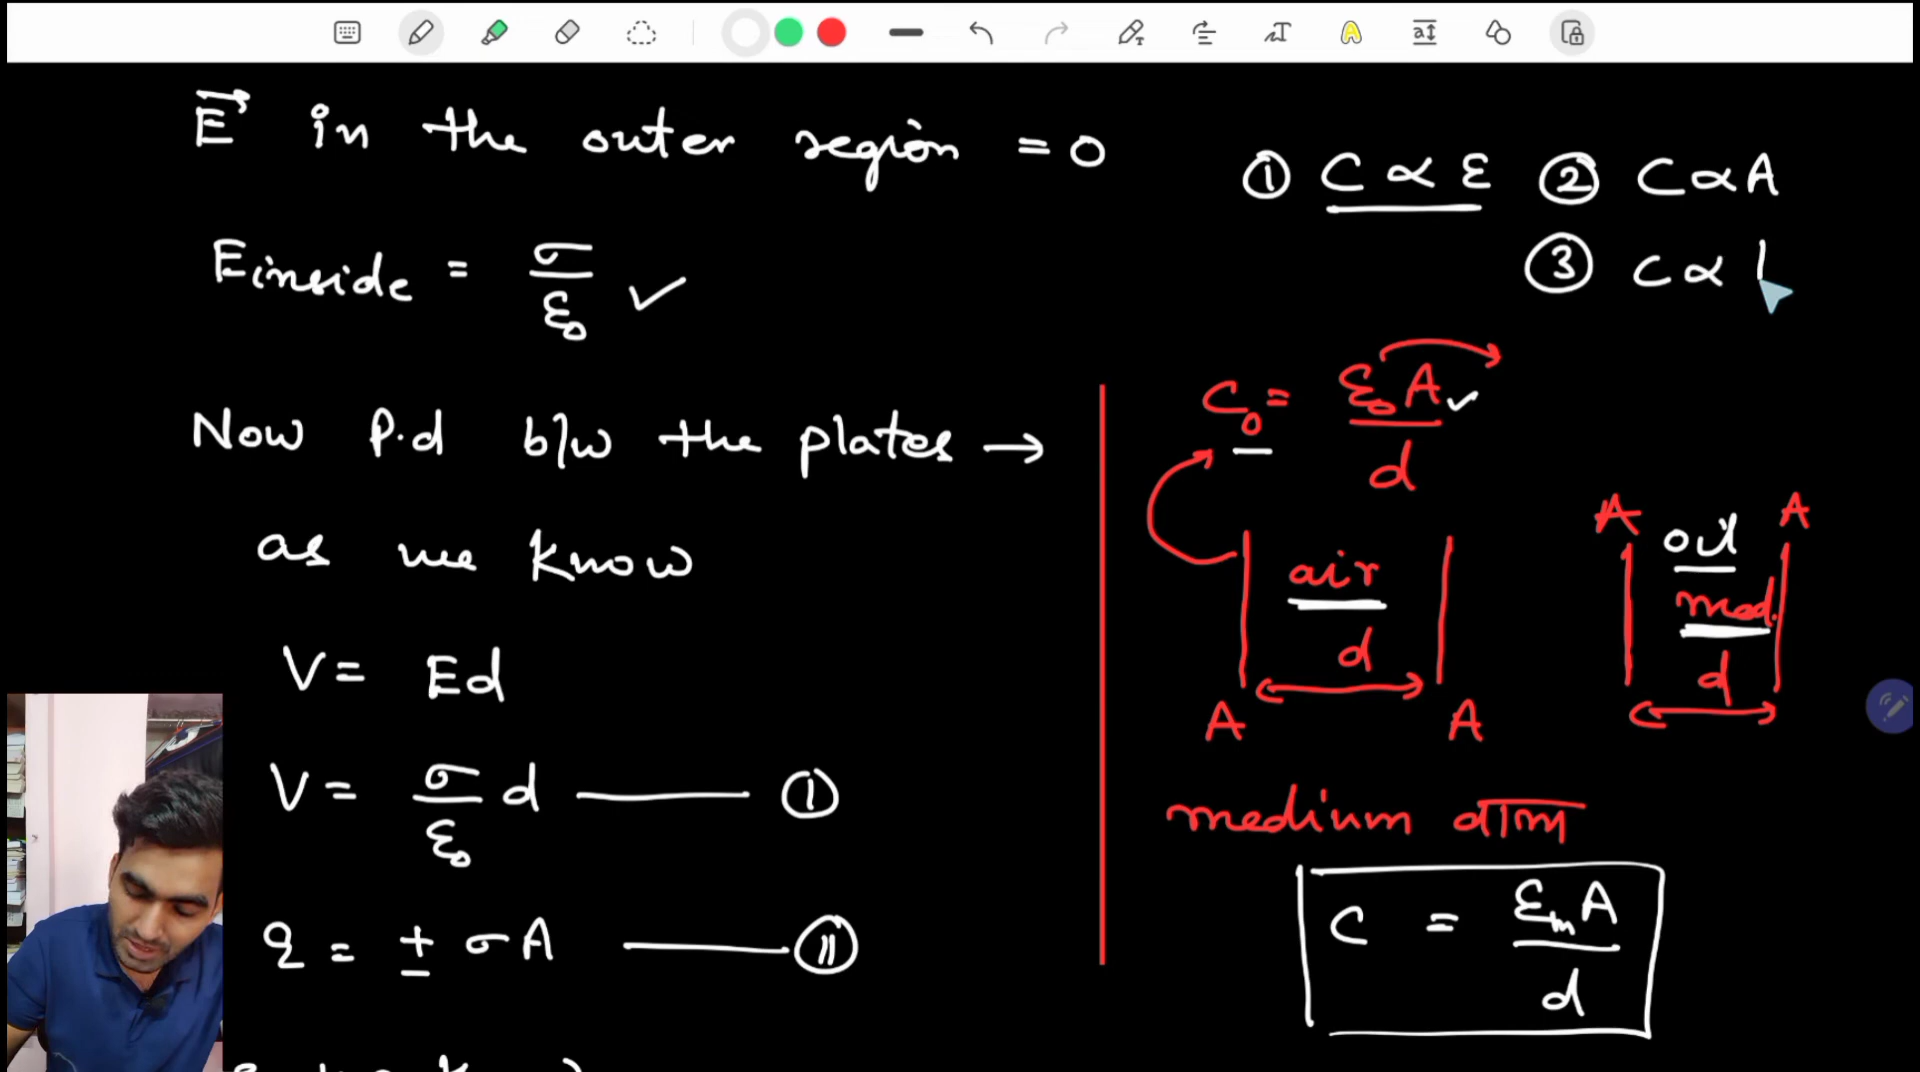 E⃗ in the outer region = 0
Einside = σ/ε₀ ✓
Now P.d b/w the plates →
as we know
V = Ed
V = σ/ε₀ d —— ①
q = ± σA —— ⑪
① C ∝ ε ② C ∝ A
③ C ∝ 1
C₀ = ε₀A/d ✓
air
d
A A
A A
oil
med.
d
medium वाला
C = εₘA/d